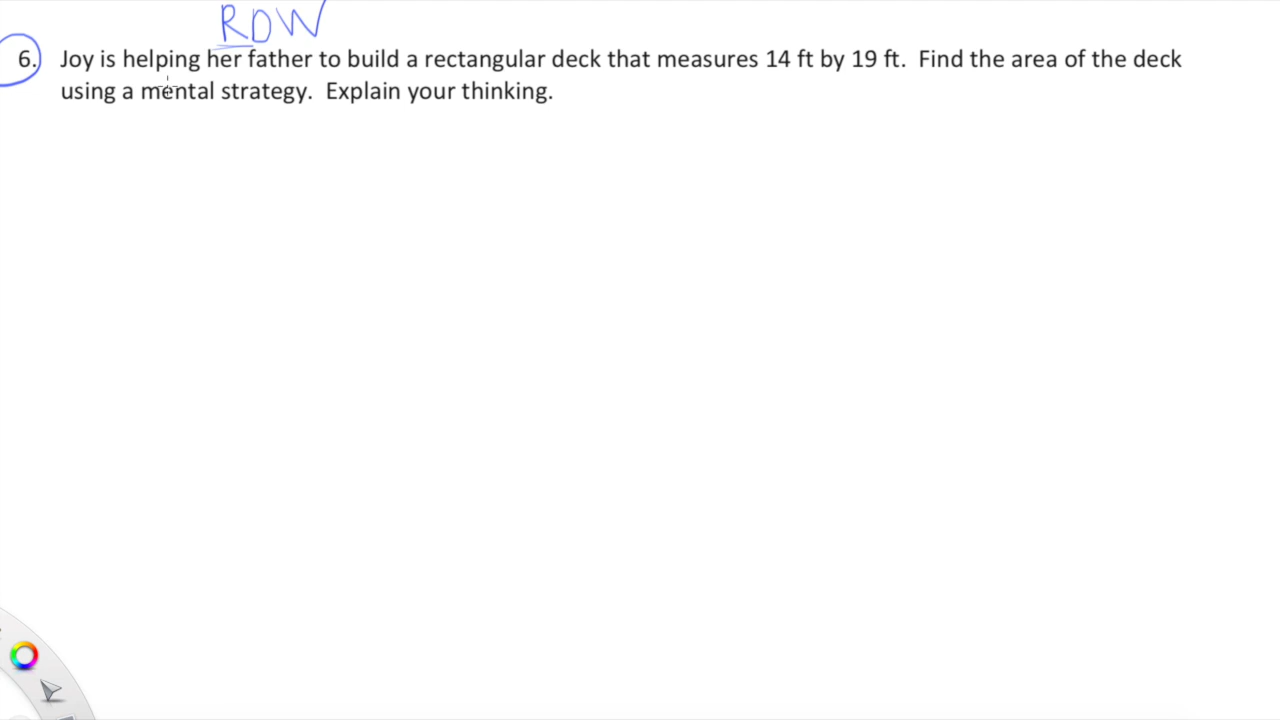 RDW
6. Joy is helping her father to build a rectangular deck that measures 14 ft by 19 ft. Find the area of the deck
using a mental strategy. Explain your thinking.